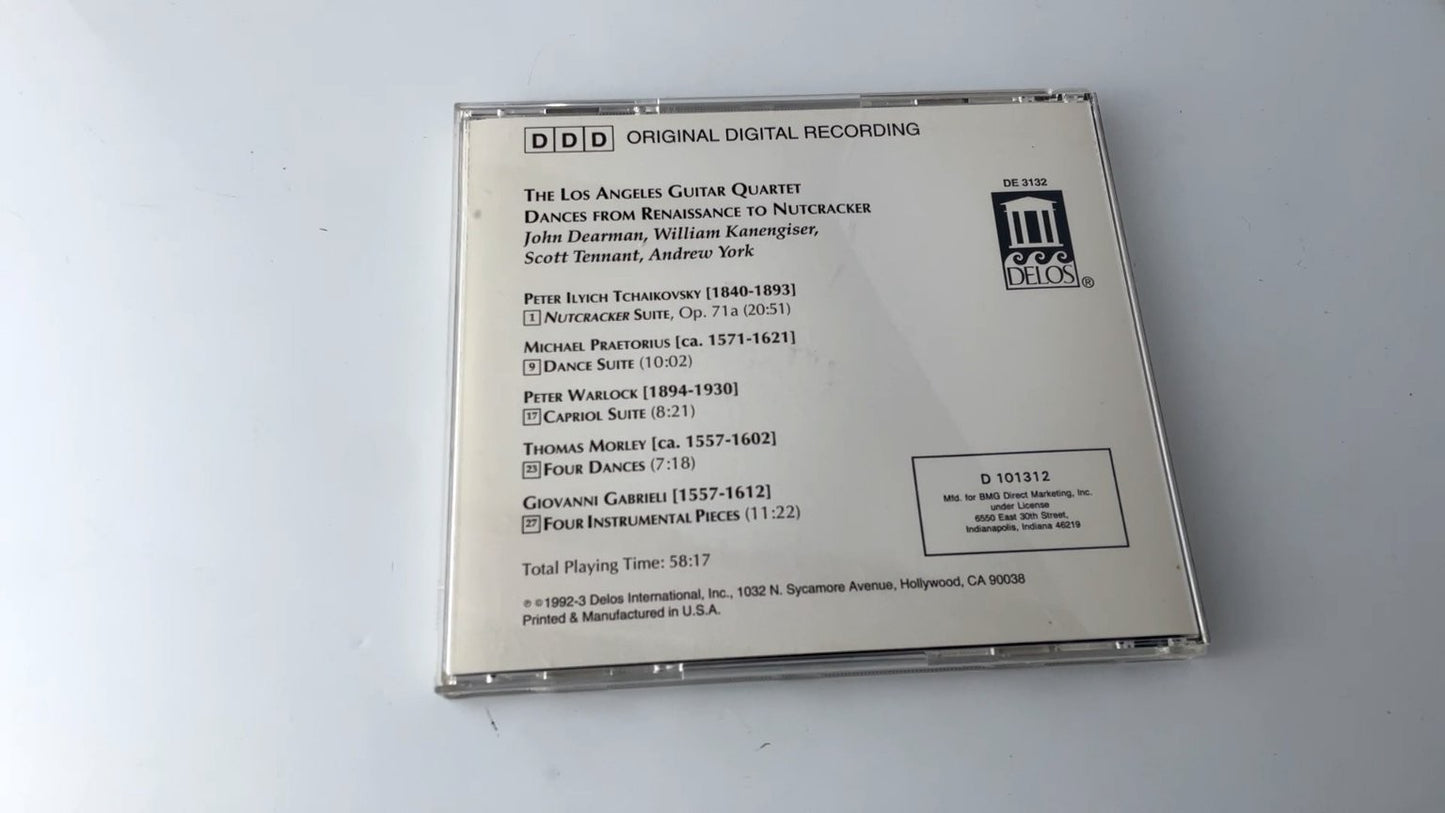 DDD ORIGINAL DIGITAL RECORDING
THE LOS ANGELES GUITAR QUARTET
DANCES FROM RENAISSANCE TO NUTCRACKER
John Dearman, William Kanengiser,
Scott Tennant, Andrew York
PETER ILYICH TCHAIKOVSKY [1840-1893]
1 NUTCRACKER SUITE, Op. 71a (20:51)
MICHAEL PRAETORIUS [ca. 1571-1621]
9 DANCE SUITE (10:02)
PETER WARLOCK [1894-1930]
17 CAPRIOL SUITE (8:21)
THOMAS MORLEY [ca. 1557-1602]
23 FOUR DANCES (7:18)
GIOVANNI GABRIELI [1557-1612]
27 FOUR INSTRUMENTAL PIECES (11:22)
Total Playing Time: 58:17
℗ © 1992-3 Delos International, Inc., 1032 N. Sycamore Avenue, Hollywood, CA 90038
Printed & Manufactured in U.S.A.
DE 3132
DELOS ®
D 101312
Mfd. for BMG Direct Marketing, Inc.
under License
6550 East 30th Street,
Indianapolis, Indiana 46219